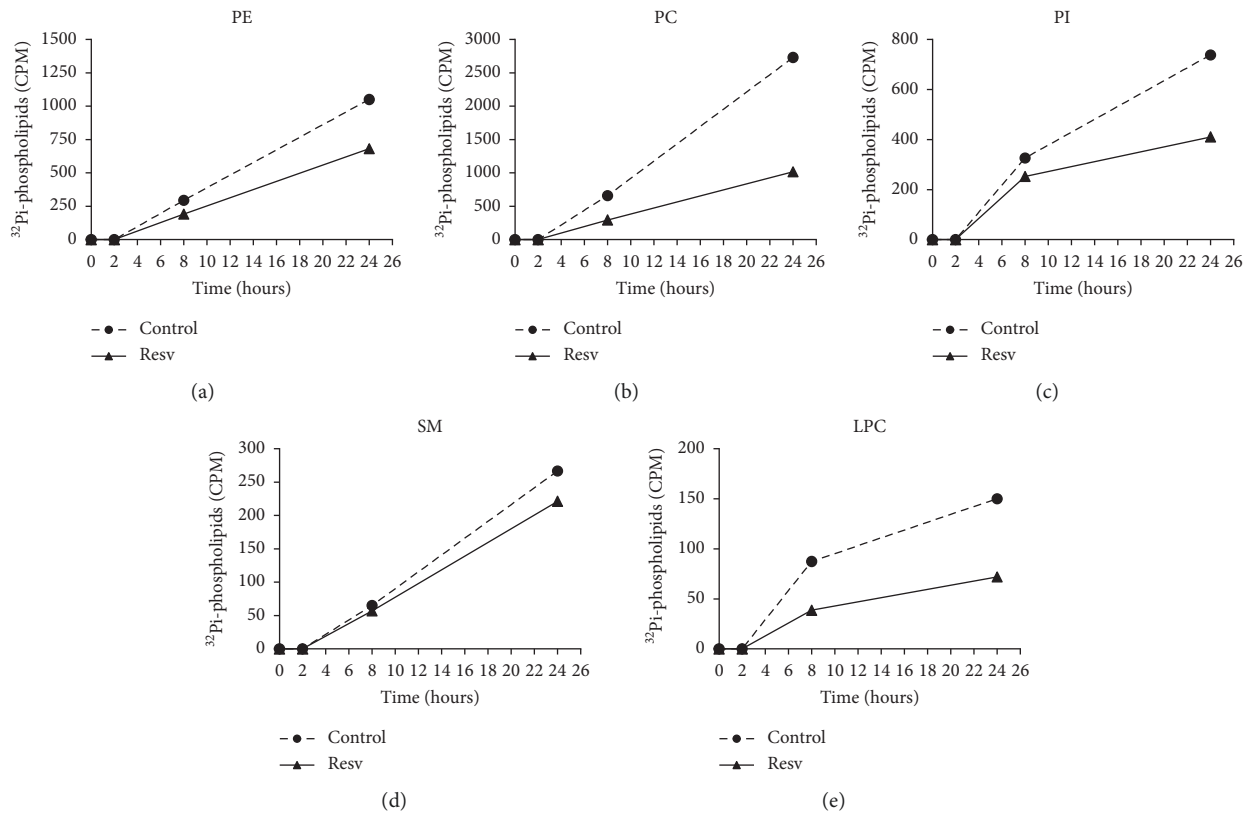 PE
1500
1250
1000
750
500
250
0
³²Pi-phospholipids (CPM)
0 2 4 6 8 10 12 14 16 18 20 22 24 26
Time (hours)
Control
Resv
(a)
PC
3000
2500
2000
1500
1000
500
0
³²Pi-phospholipids (CPM)
0 2 4 6 8 10 12 14 16 18 20 22 24 26
Time (hours)
Control
Resv
(b)
PI
800
600
400
200
0
³²Pi-phospholipids (CPM)
0 2 4 6 8 10 12 14 16 18 20 22 24 26
Time (hours)
Control
Resv
(c)
SM
300
250
200
150
100
50
0
³²Pi-phospholipids (CPM)
0 2 4 6 8 10 12 14 16 18 20 22 24 26
Time (hours)
Control
Resv
(d)
LPC
200
150
100
50
0
³²Pi-phospholipids (CPM)
0 2 4 6 8 10 12 14 16 18 20 22 24 26
Time (hours)
Control
Resv
(e)